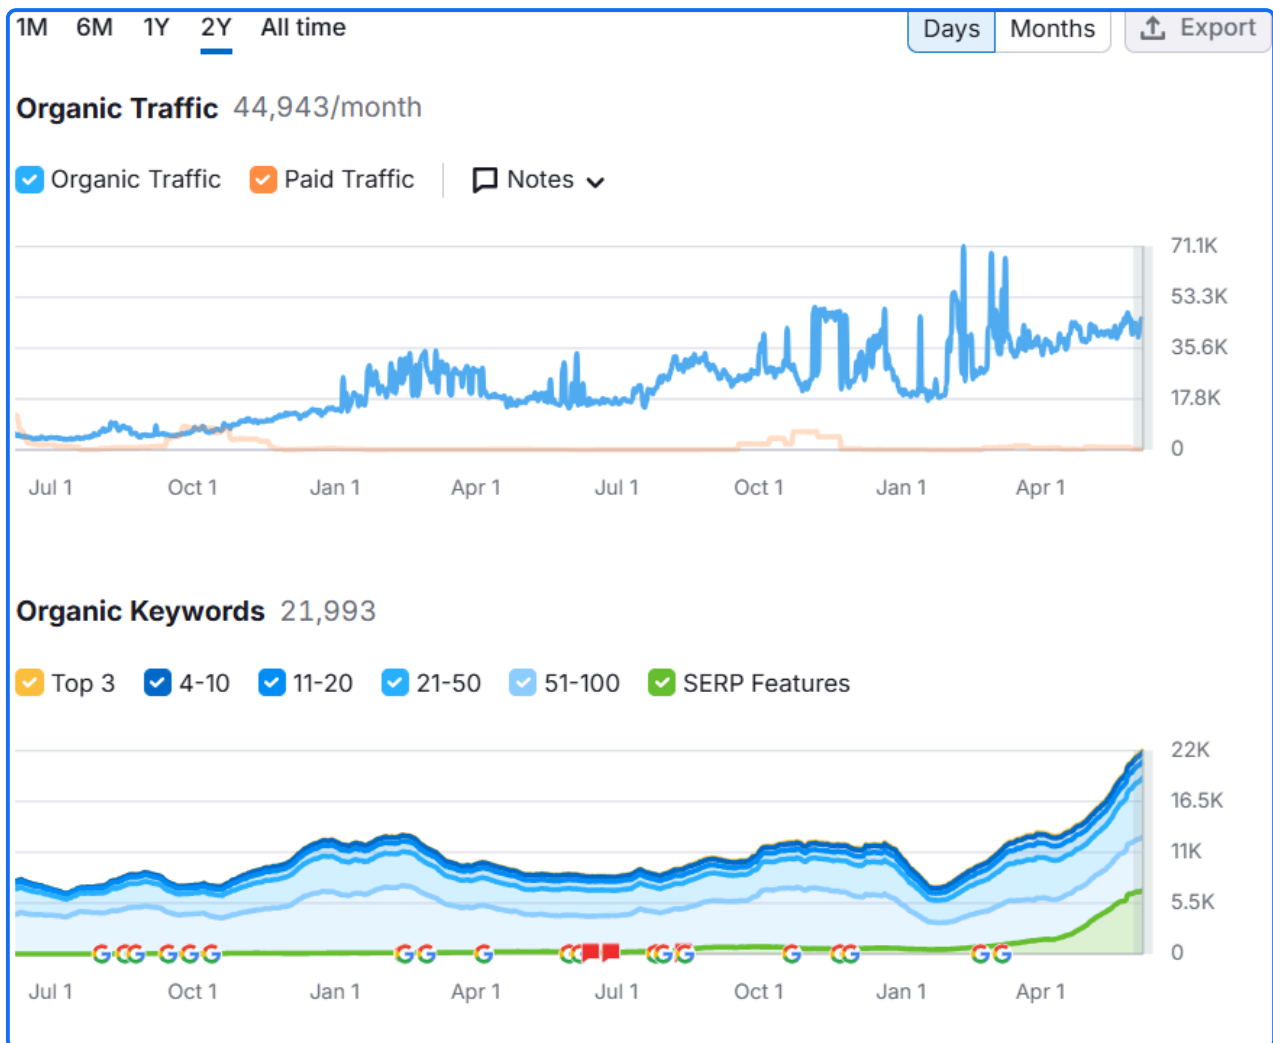 1M 6M 1Y 2Y All time Days Months Export
Organic Traffic 44,943/month
Organic Traffic Paid Traffic Notes
71.1K
53.3K
35.6K
17.8K
0
Jul 1 Oct 1 Jan 1 Apr 1 Jul 1 Oct 1 Jan 1 Apr 1
Organic Keywords 21,993
Top 3 4-10 11-20 21-50 51-100 SERP Features
22K
16.5K
11K
5.5K
0
Jul 1 Oct 1 Jan 1 Apr 1 Jul 1 Oct 1 Jan 1 Apr 1